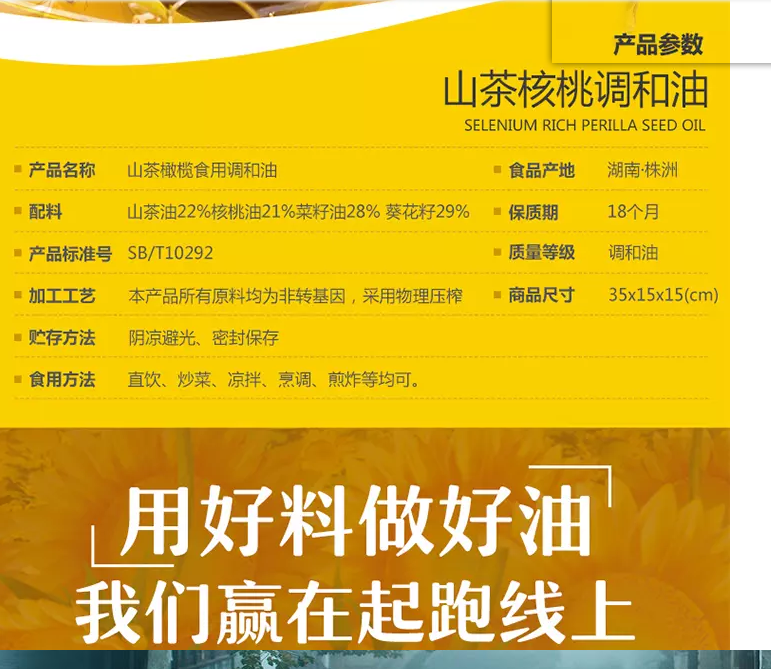 产品参数
山茶核桃调和油
SELENIUM RICH PERILLA SEED OIL
产品名称 山茶橄榄食用调和油 食品产地 湖南·株洲
配料 山茶油22%核桃油21%菜籽油28% 葵花籽29% 保质期 18个月
产品标准号 SB/T10292 质量等级 调和油
加工工艺 本产品所有原料均为非转基因，采用物理压榨 商品尺寸 35x15x15(cm)
贮存方法 阴凉避光、密封保存
食用方法 直饮、炒菜、凉拌、烹调、煎炸等均可。
用好料做好油
我们赢在起跑线上